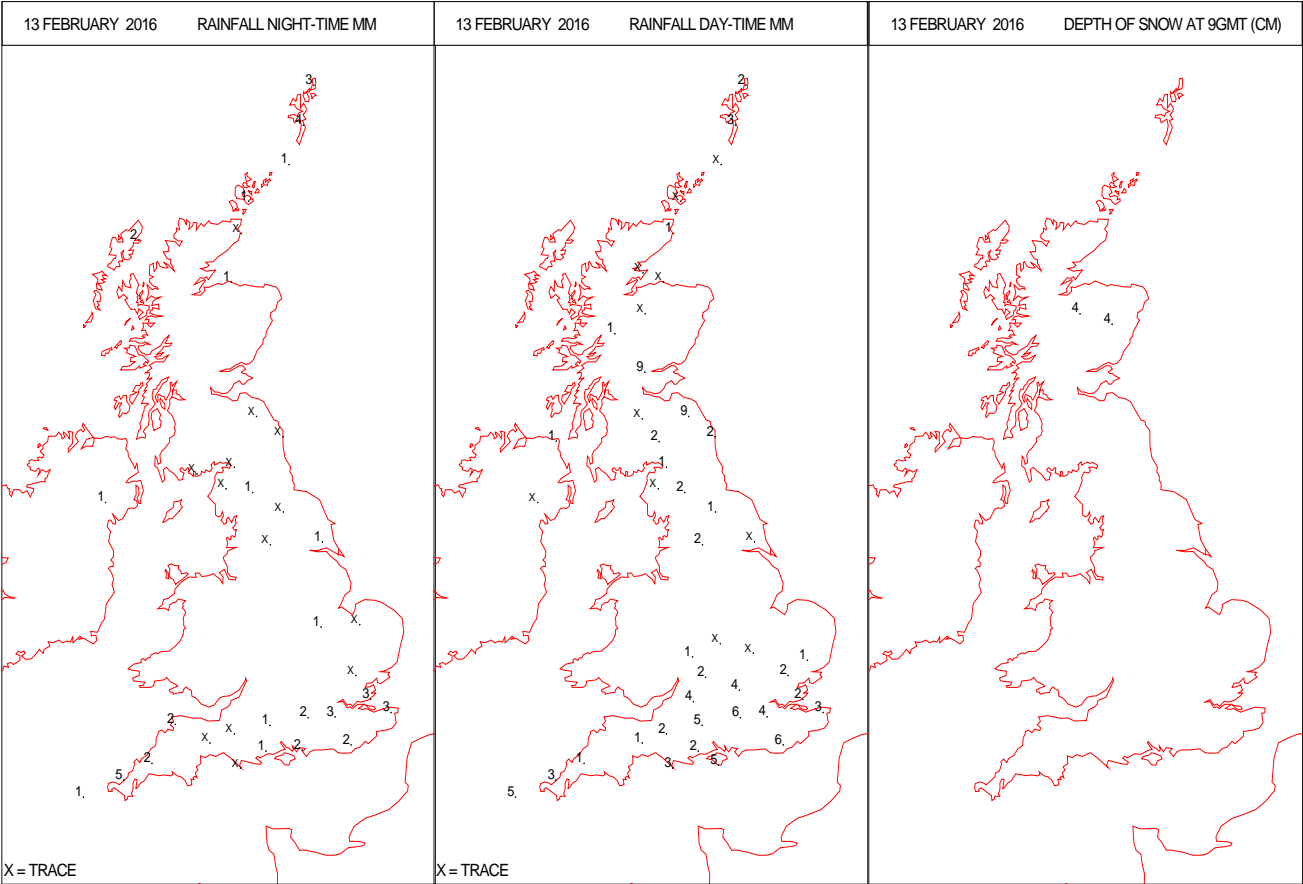 13 FEBRUARY 2016 RAINFALL NIGHT-TIME MM
3.
4.
1.
1
x.
2.
1.
x.
x.
x. x.
x. 1.
1.
x.
1.
x.
1. x.
x.
3.
3.
2. 1. 2. 3.
x. x.
1. 2. 2.
2. x.
5.
1.
X = TRACE
13 FEBRUARY 2016 RAINFALL DAY-TIME MM
2.
3.
x.
x.
1.
x.
x.
x.
1.
9.
x. 9.
1. 2. 2.
1.
x. 2.
x.
1.
2. x.
x.
1. x. 1.
2. 2.
4.
4. 2.
5. 6. 4. 3.
2.
1. 2. 6.
1. 3. 5.
3.
5.
X = TRACE
13 FEBRUARY 2016 DEPTH OF SNOW AT 9GMT (CM)
4.
4.